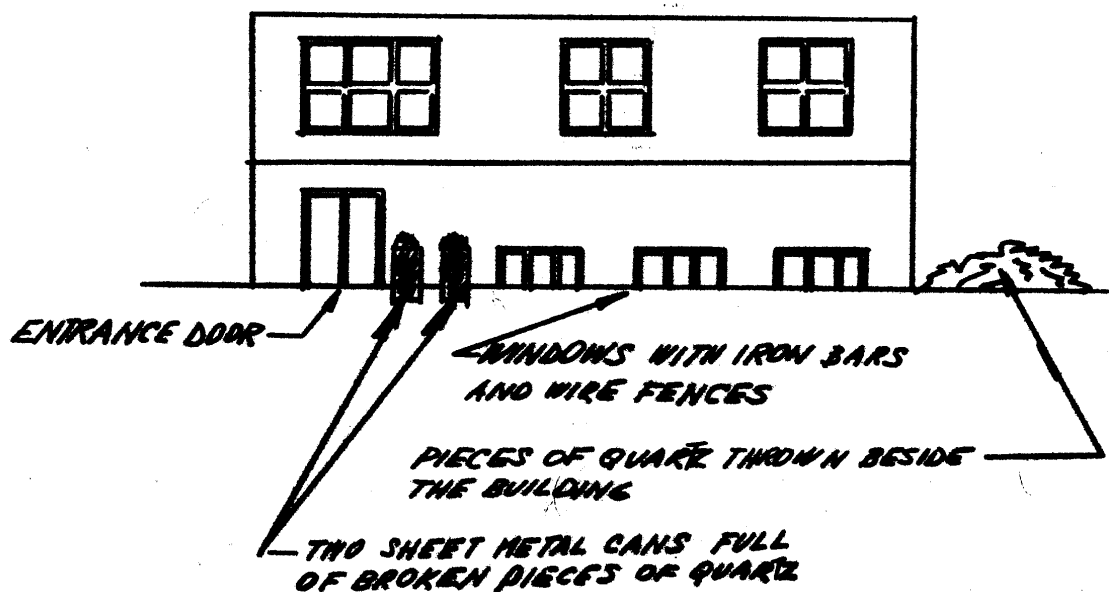 ENTRANCE DOOR
WINDOWS WITH IRON BARS
AND WIRE FENCES
PIECES OF QUARTZ THROWN BESIDE
THE BUILDING
TWO SHEET METAL CANS FULL
OF BROKEN PIECES OF QUARTZ